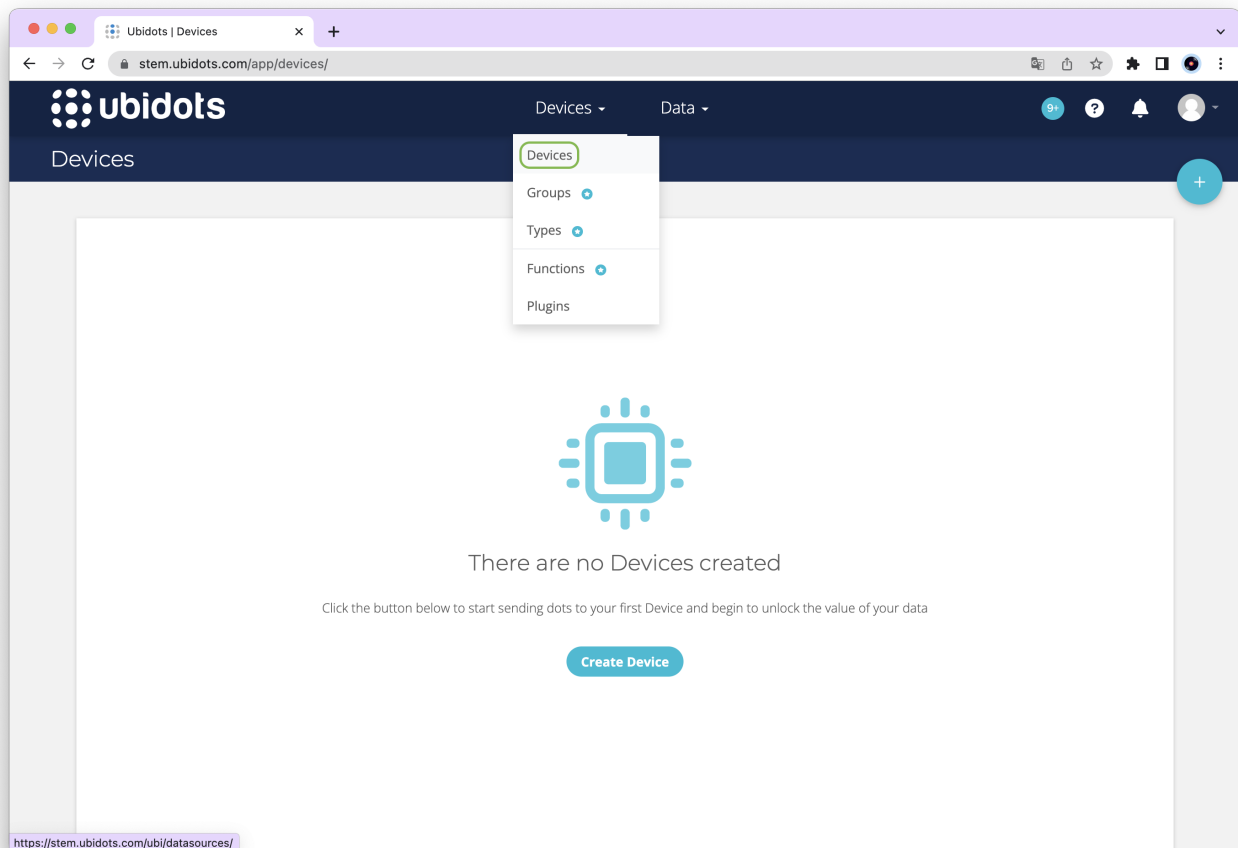 Ubidots | Devices
stem.ubidots.com/app/devices/
ubidots
Devices
Data
9+
?
Devices
Devices
Groups
Types
Functions
Plugins
+
There are no Devices created
Click the button below to start sending dots to your first Device and begin to unlock the value of your data
Create Device
https://stem.ubidots.com/ubi/datasources/